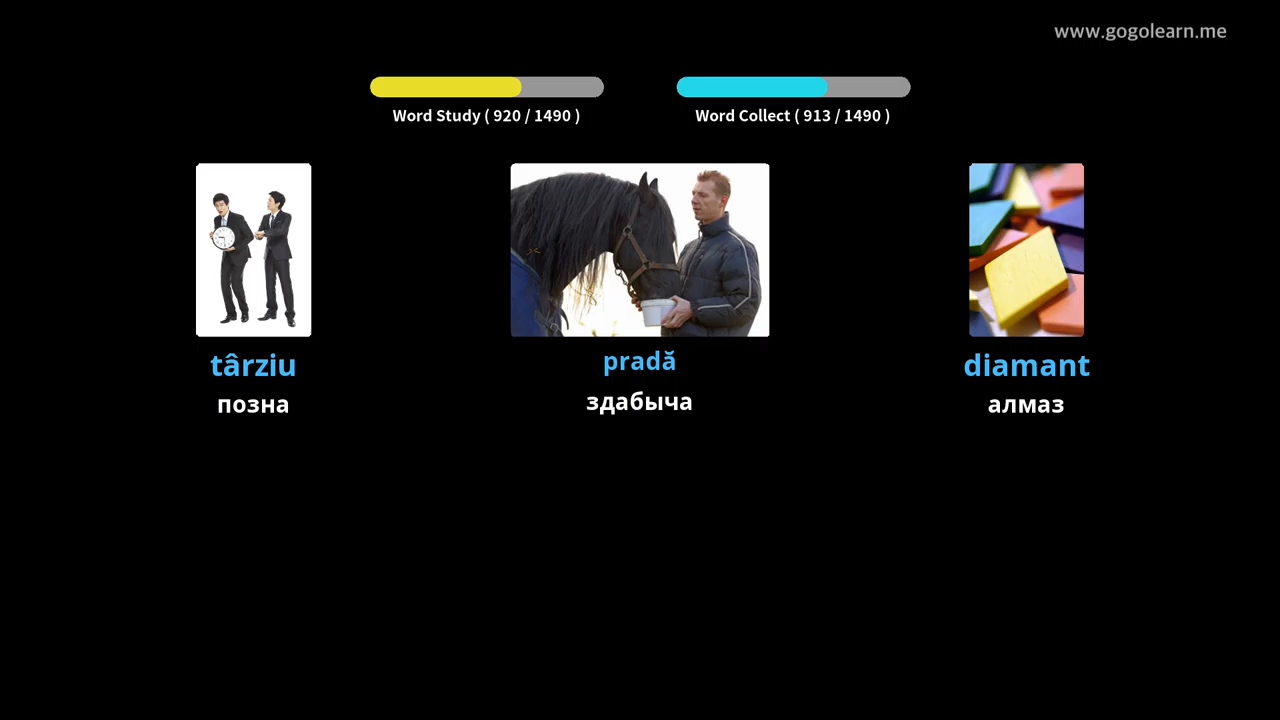 www.gogolearn.me
Word Study ( 920 / 1490 )
Word Collect ( 913 / 1490 )
târziu
позна
pradă
здабыча
diamant
алмаз